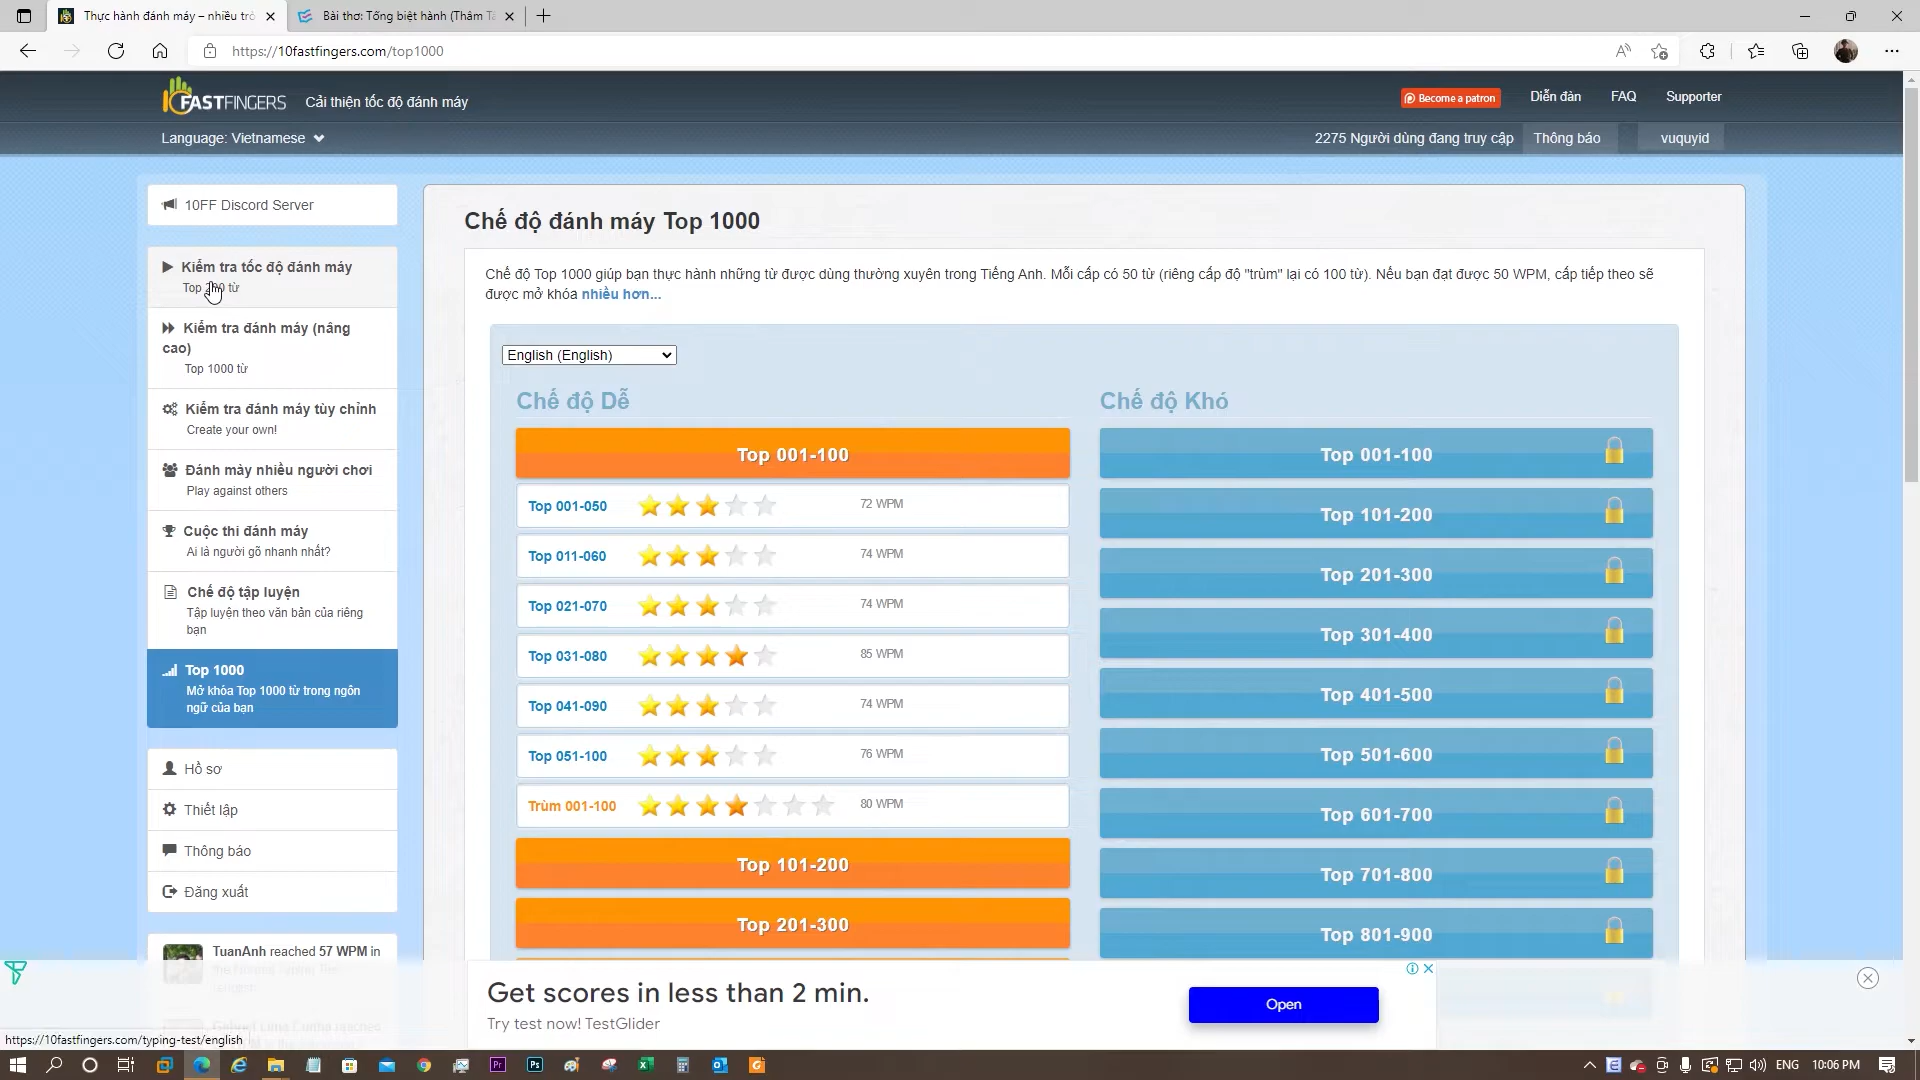 Thực hành đánh máy – nhiều trò
Bài thơ: Tống biệt hành (Thâm Tâ
https://10fastfingers.com/top1000
FASTFINGERS
Cải thiện tốc độ đánh máy
Become a patron
Diễn đàn
FAQ
Supporter
Language: Vietnamese
2275 Người dùng đang truy cập
Thông báo
vuquyid
10FF Discord Server
Kiểm tra tốc độ đánh máy
Top 200 từ
Kiểm tra đánh máy (nâng
cao)
Top 1000 từ
Kiểm tra đánh máy tùy chỉnh
Create your own!
Đánh mày nhiều người chơi
Play against others
Cuộc thi đánh máy
Ai là người gõ nhanh nhất?
Chế độ tập luyện
Tập luyện theo văn bản của riêng
bạn
Top 1000
Mở khóa Top 1000 từ trong ngôn
ngữ của bạn
Hồ sơ
Thiết lập
Thông báo
Đăng xuất
TuanAnh reached 57 WPM in
Chế độ đánh máy Top 1000
Chế độ Top 1000 giúp bạn thực hành những từ được dùng thường xuyên trong Tiếng Anh. Mỗi cấp có 50 từ (riêng cấp độ "trùm" lại có 100 từ). Nếu bạn đạt được 50 WPM, cấp tiếp theo sẽ
được mở khóa nhiều hơn...
English (English)
Chế độ Dễ
Top 001-100
Top 001-050 72 WPM
Top 011-060 74 WPM
Top 021-070 74 WPM
Top 031-080 85 WPM
Top 041-090 74 WPM
Top 051-100 76 WPM
Trùm 001-100 80 WPM
Top 101-200
Top 201-300
Chế độ Khó
Top 001-100
Top 101-200
Top 201-300
Top 301-400
Top 401-500
Top 501-600
Top 601-700
Top 701-800
Top 801-900
Get scores in less than 2 min.
Try test now! TestGlider
Open
https://10fastfingers.com/typing-test/english
ENG
10:06 PM